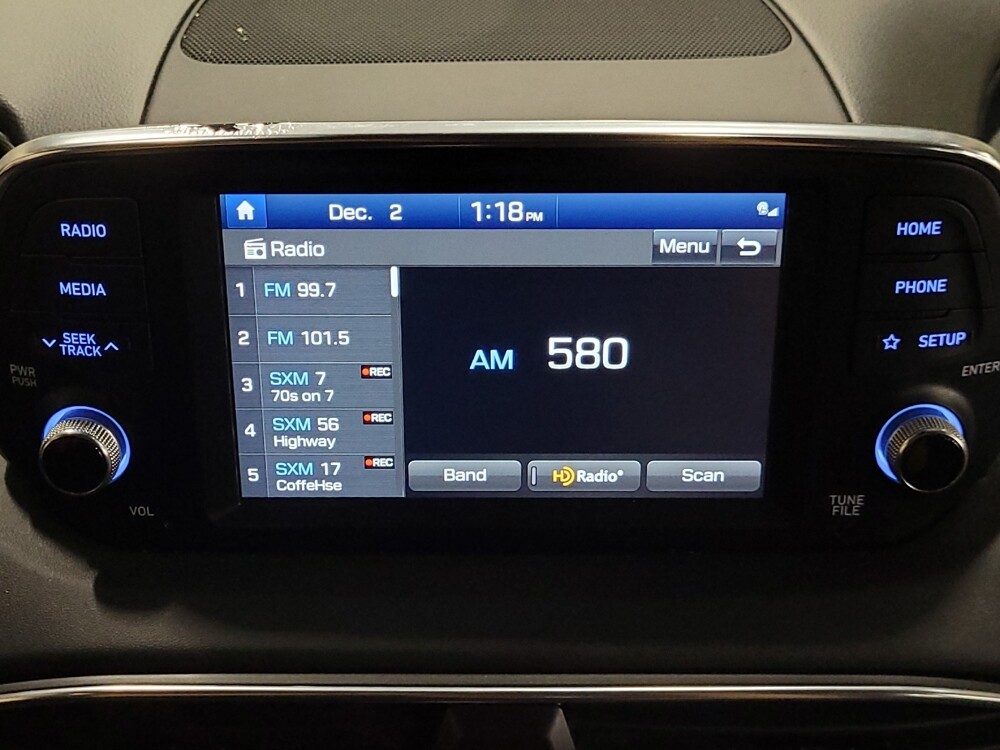 Dec. 2
1:18 PM
Radio
Menu
1 FM 99.7
2 FM 101.5
3 SXM 7 REC
70s on 7
4 SXM 56 REC
Highway
5 SXM 17 REC
CoffeHse
AM 580
Band
HD Radio®
Scan
RADIO
MEDIA
SEEK
TRACK
PWR
PUSH
VOL
HOME
PHONE
SETUP
ENTER
TUNE
FILE